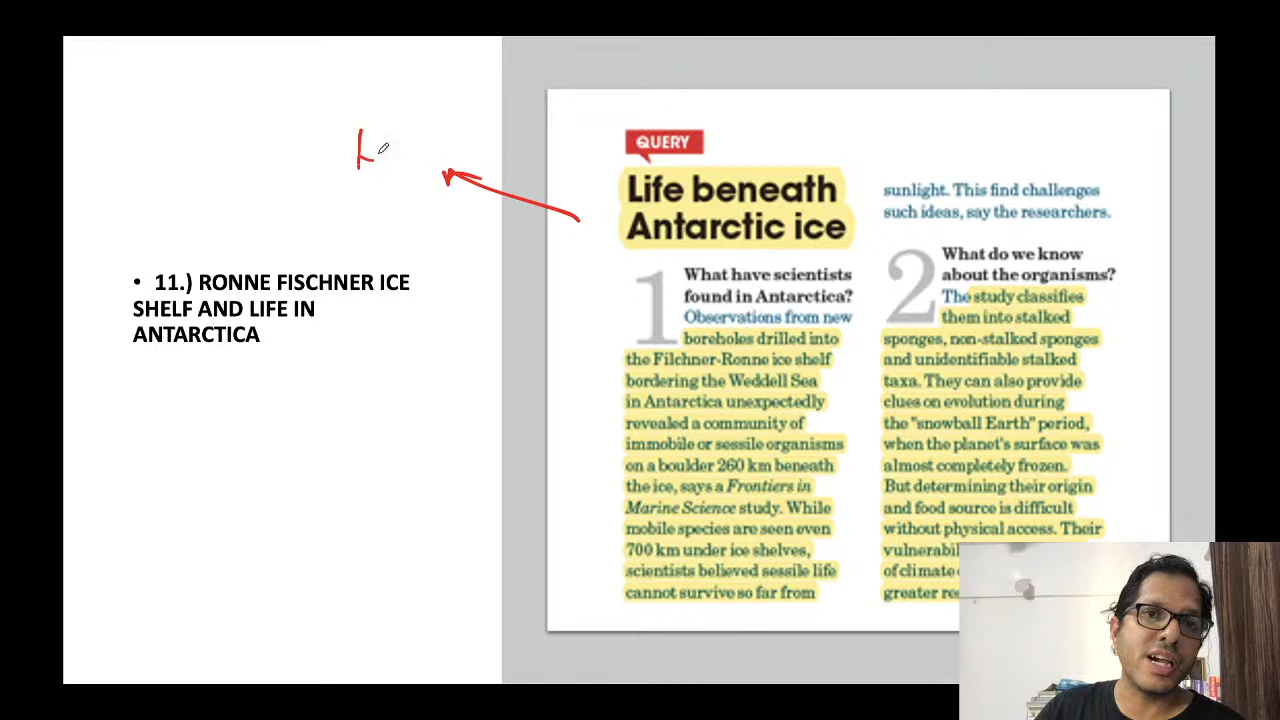 • 11.) RONNE FISCHNER ICE
SHELF AND LIFE IN
ANTARCTICA
QUERY
Life beneath
Antarctic ice
1 What have scientists
found in Antarctica?
Observations from new
boreholes drilled into
the Filchner-Ronne ice shelf
bordering the Weddell Sea
in Antarctica unexpectedly
revealed a community of
immobile or sessile organisms
on a boulder 260 km beneath
the ice, says a Frontiers in
Marine Science study. While
mobile species are seen even
700 km under ice shelves,
scientists believed sessile life
cannot survive so far from
sunlight. This find challenges
such ideas, say the researchers.
2 What do we know
about the organisms?
The study classifies
them into stalked
sponges, non-stalked sponges
and unidentifiable stalked
taxa. They can also provide
clues on evolution during
the "snowball Earth" period,
when the planet's surface was
almost completely frozen.
But determining their origin
and food source is difficult
without physical access. Their
of climate
greater